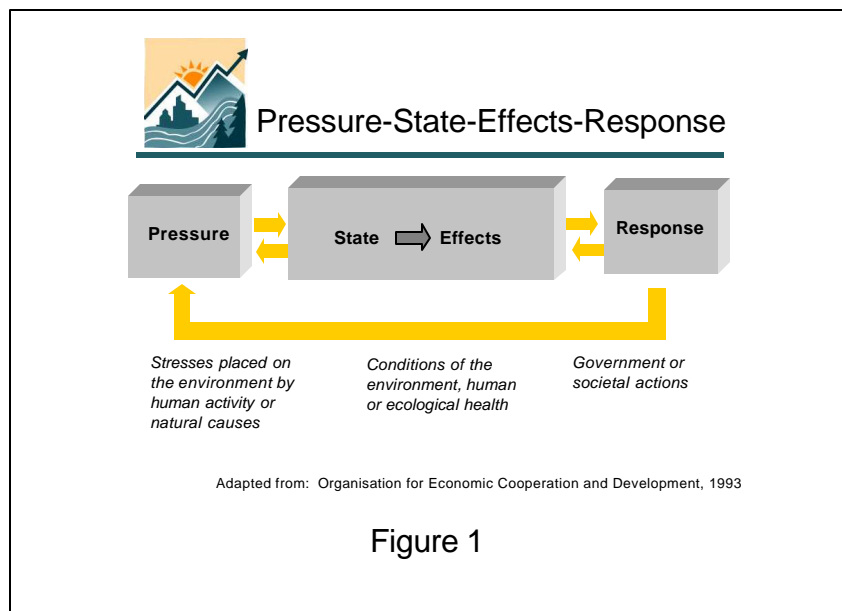 Pressure-State-Effects-Response
Pressure
State
Effects
Response
Stresses placed on
the environment by
human activity or
natural causes
Conditions of the
environment, human
or ecological health
Government or
societal actions
Adapted from: Organisation for Economic Cooperation and Development, 1993
Figure 1